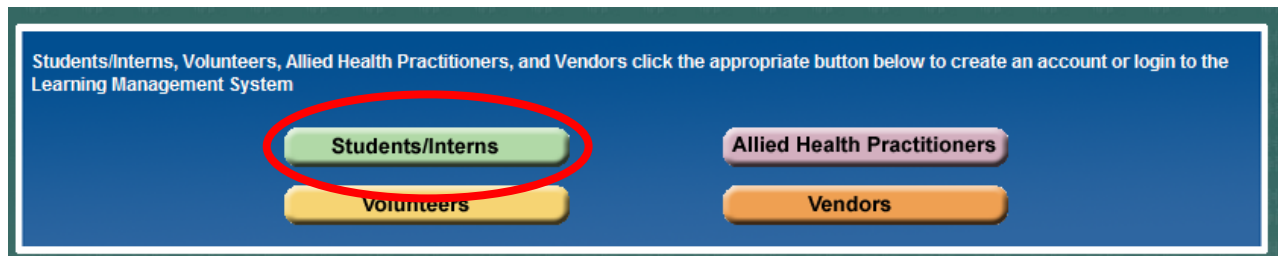 Students/Interns, Volunteers, Allied Health Practitioners, and Vendors click the appropriate button below to create an account or login to the
Learning Management System
Students/Interns
Allied Health Practitioners
Volunteers
Vendors